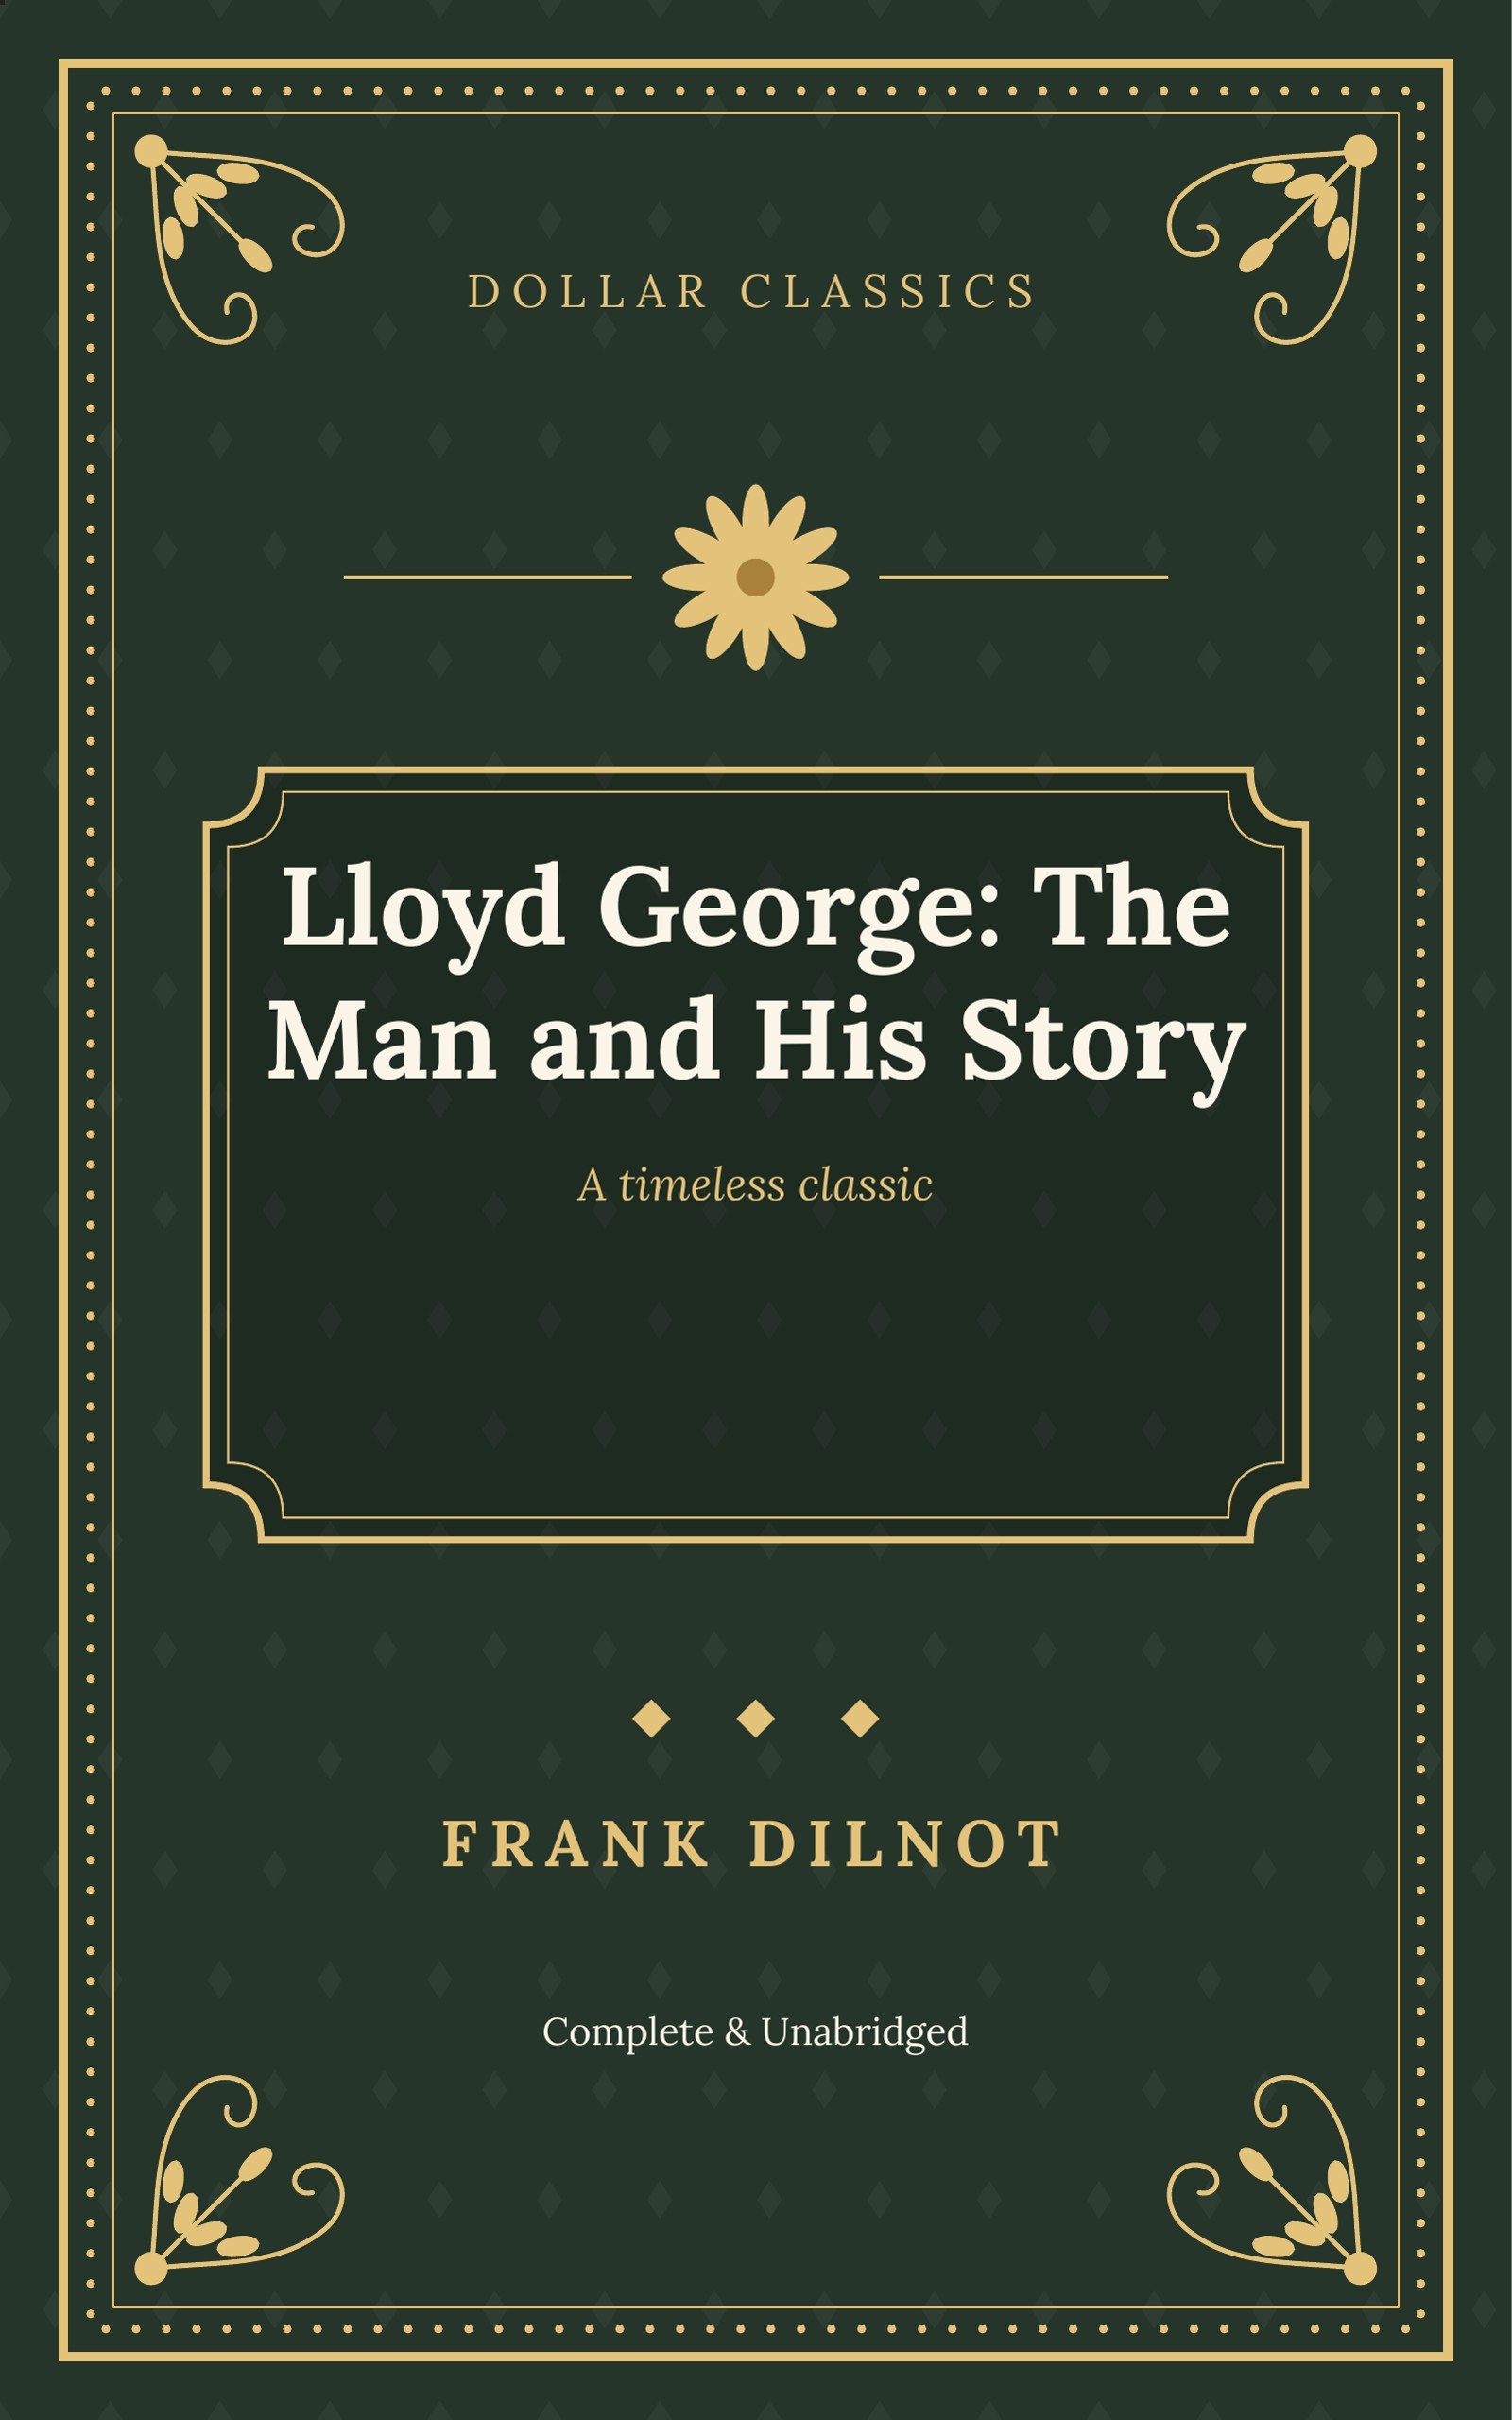 DOLLAR CLASSICS
Lloyd George: The
Man and His Story
A timeless classic
FRANK DILNOT
Complete & Unabridged